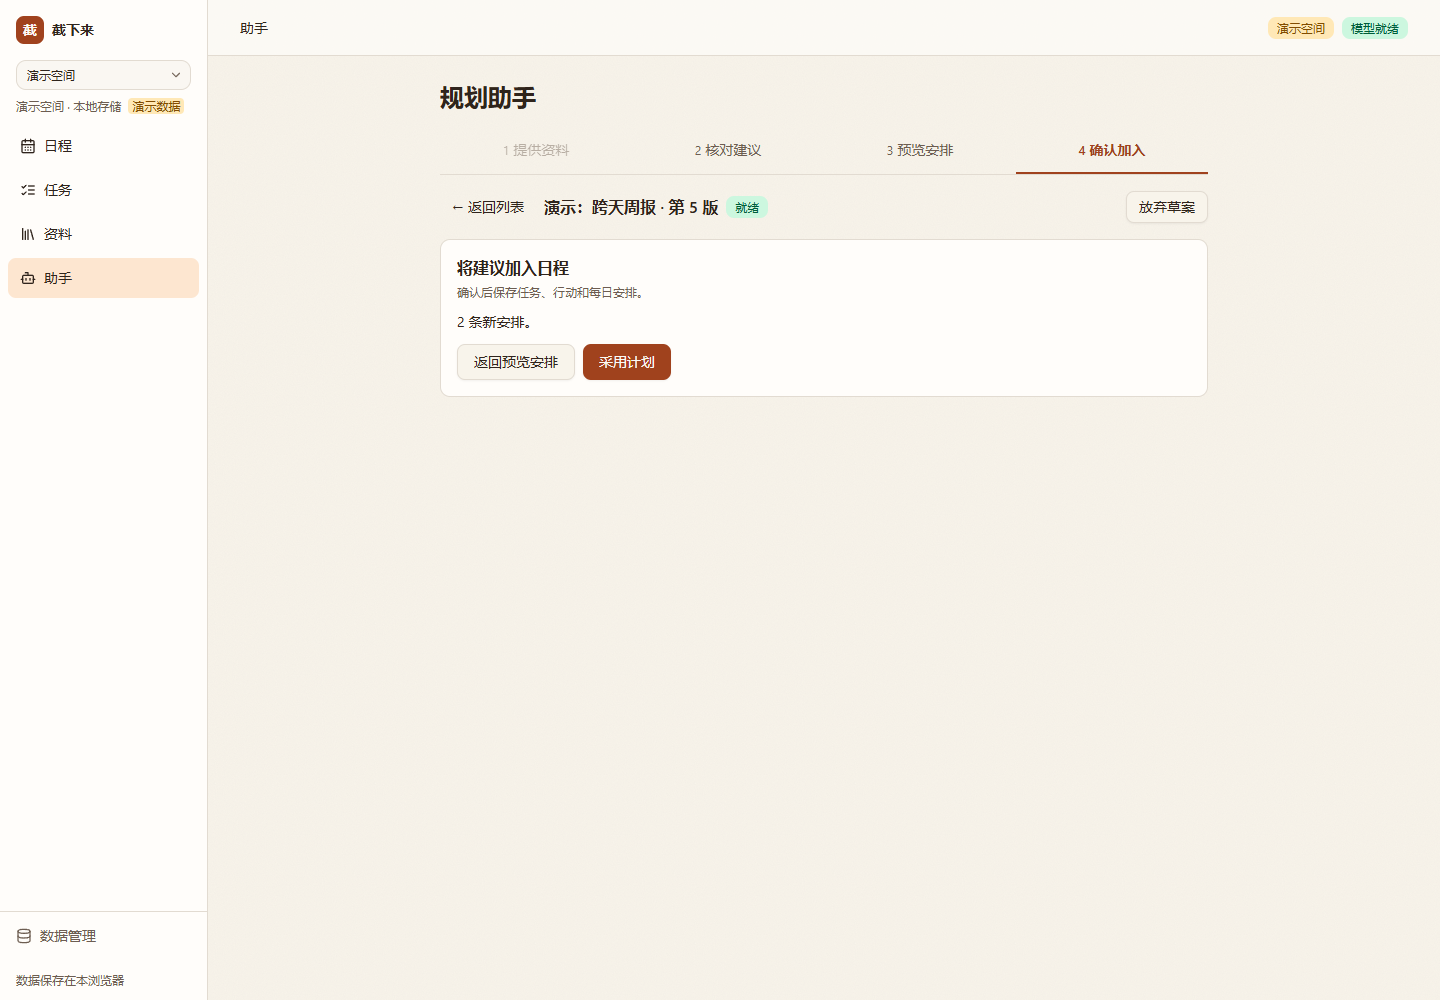 截 截下来
演示空间
演示空间 · 本地存储 演示数据
日程
任务
资料
助手
数据管理
数据保存在本浏览器
助手
演示空间 模型就绪
规划助手
1 提供资料 2 核对建议 3 预览安排 4 确认加入
← 返回列表 演示：跨天周报 · 第 5 版 就绪 放弃草案
将建议加入日程
确认后保存任务、行动和每日安排。
2 条新安排。
返回预览安排 采用计划